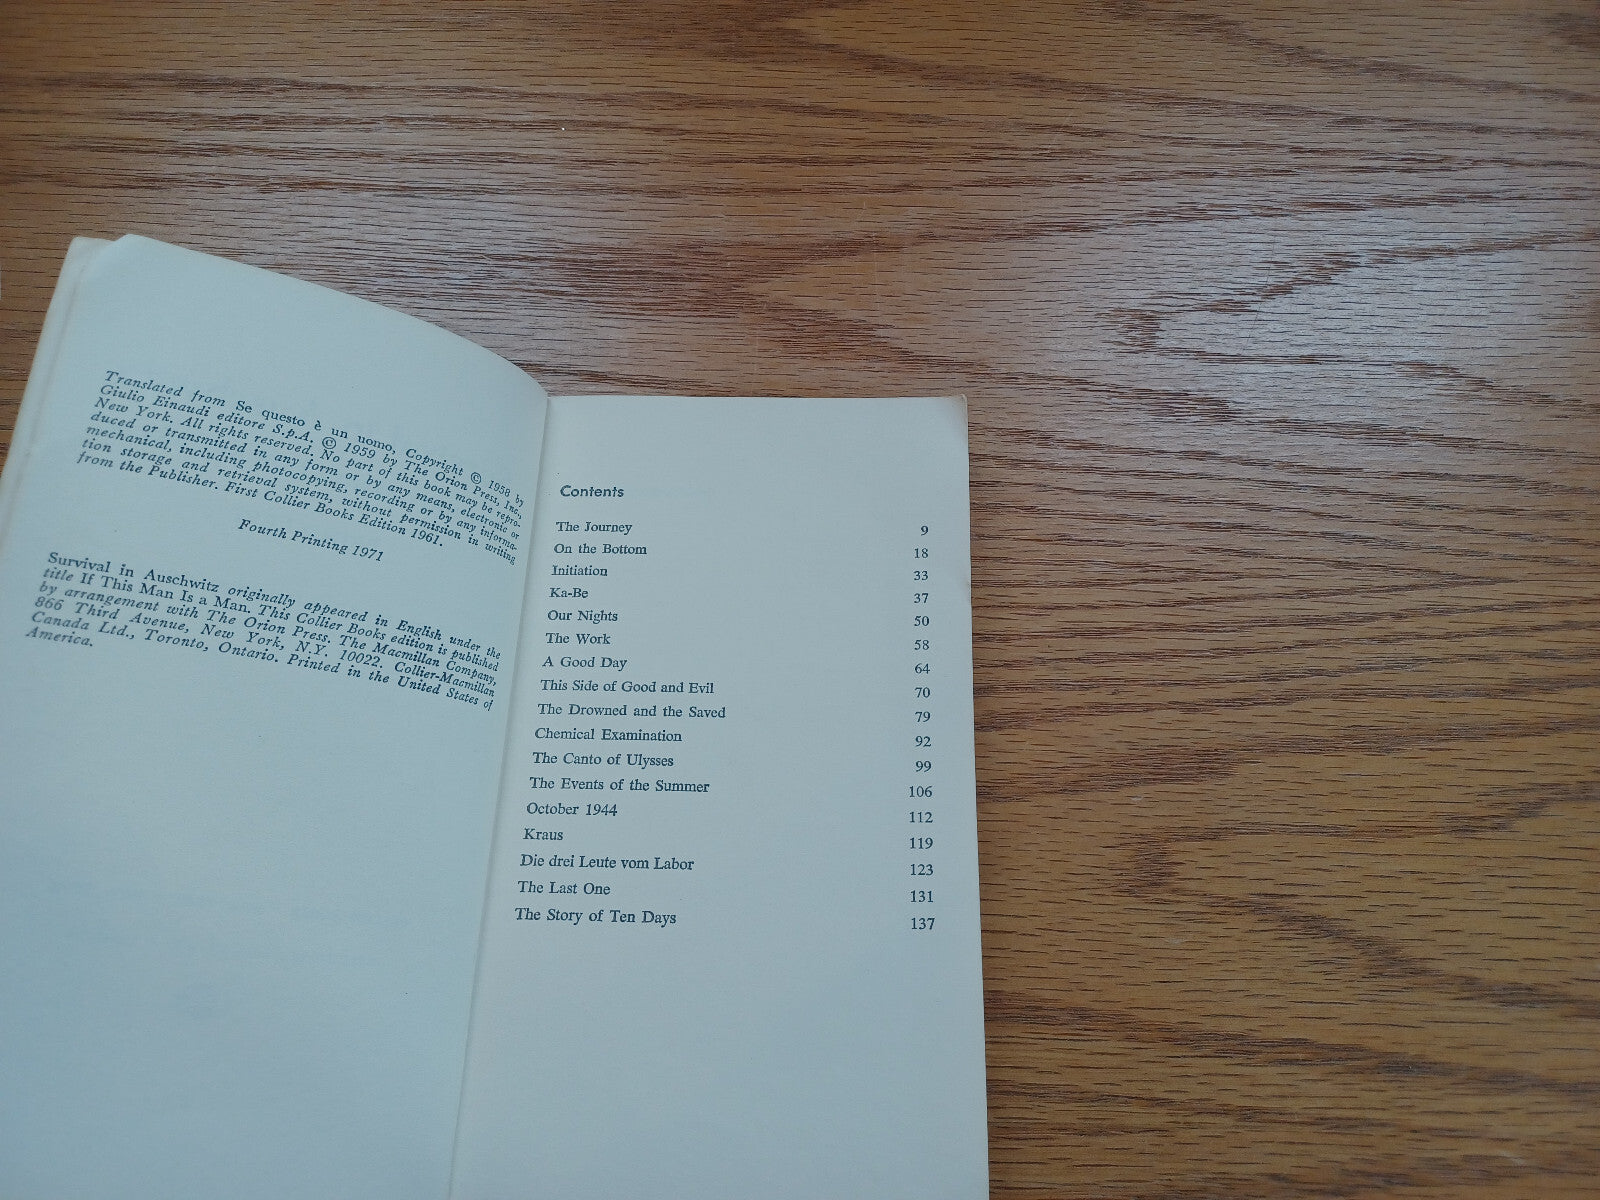 Translated from Se questo è un uomo, Copyright © 1958 by
Giulio Einaudi editore S.p.A. © 1959 by The Orion Press, Inc.,
New York. All rights reserved. No part of this book may be repro-
duced or transmitted in any form or by any means, electronic or
mechanical, including photocopying, recording or by any informa-
tion storage and retrieval system, without permission in writing
from the Publisher. First Collier Books Edition 1961.
Fourth Printing 1971
Survival in Auschwitz originally appeared in English under the
title If This Man Is a Man. This Collier Books edition is published
by arrangement with The Orion Press. The Macmillan Company,
866 Third Avenue, New York, N.Y. 10022. Collier-Macmillan
Canada Ltd., Toronto, Ontario. Printed in the United States of
America.
Contents
The Journey 9
On the Bottom 18
Initiation 33
Ka-Be 37
Our Nights 50
The Work 58
A Good Day 64
This Side of Good and Evil 70
The Drowned and the Saved 79
Chemical Examination 92
The Canto of Ulysses 99
The Events of the Summer 106
October 1944 112
Kraus 119
Die drei Leute vom Labor 123
The Last One 131
The Story of Ten Days 137